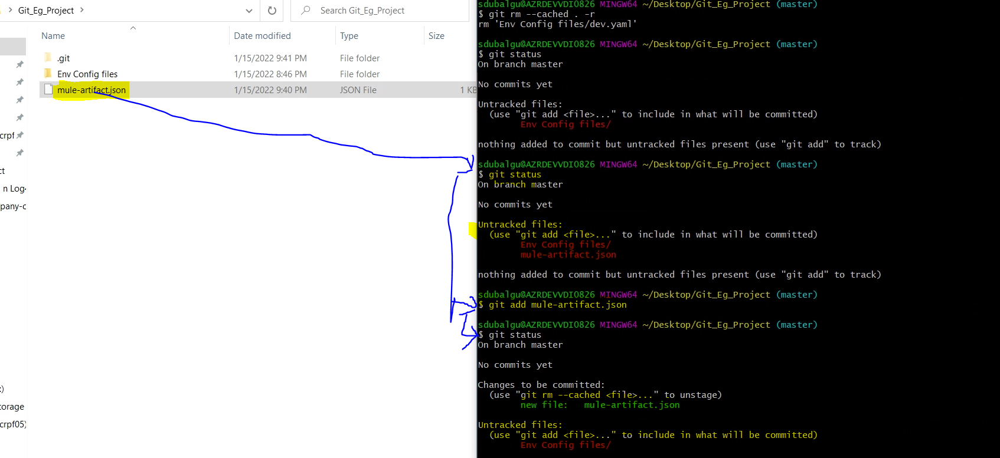 Git_Eg_Project
Search Git_Eg_Project
Name Date modified Type Size
.git 1/15/2022 9:41 PM File folder
Env Config files 1/15/2022 8:46 PM File folder
mule-artifact.json 1/15/2022 9:40 PM JSON File 1 KB
crpf
ct
n Log4
pany-c
:)
torage
crpf05)
sdubalgu@AZRDEVVDI0826 MINGW64 ~/Desktop/Git_Eg_Project (master)
$ git rm --cached . -r
rm 'Env Config files/dev.yaml'
sdubalgu@AZRDEVVDI0826 MINGW64 ~/Desktop/Git_Eg_Project (master)
$ git status
On branch master
No commits yet
Untracked files:
(use "git add <file>..." to include in what will be committed)
Env Config files/
nothing added to commit but untracked files present (use "git add" to track)
sdubalgu@AZRDEVVDI0826 MINGW64 ~/Desktop/Git_Eg_Project (master)
$ git status
On branch master
No commits yet
Untracked files:
(use "git add <file>..." to include in what will be committed)
Env Config files/
mule-artifact.json
nothing added to commit but untracked files present (use "git add" to track)
sdubalgu@AZRDEVVDI0826 MINGW64 ~/Desktop/Git_Eg_Project (master)
$ git add mule-artifact.json
sdubalgu@AZRDEVVDI0826 MINGW64 ~/Desktop/Git_Eg_Project (master)
$ git status
On branch master
No commits yet
Changes to be committed:
(use "git rm --cached <file>..." to unstage)
new file: mule-artifact.json
Untracked files:
(use "git add <file>..." to include in what will be committed)
Env Config files/